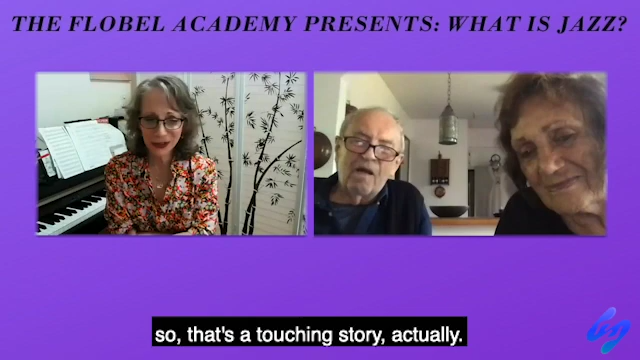 THE FLOBEL ACADEMY PRESENTS: WHAT IS JAZZ?
so, that's a touching story, actually.